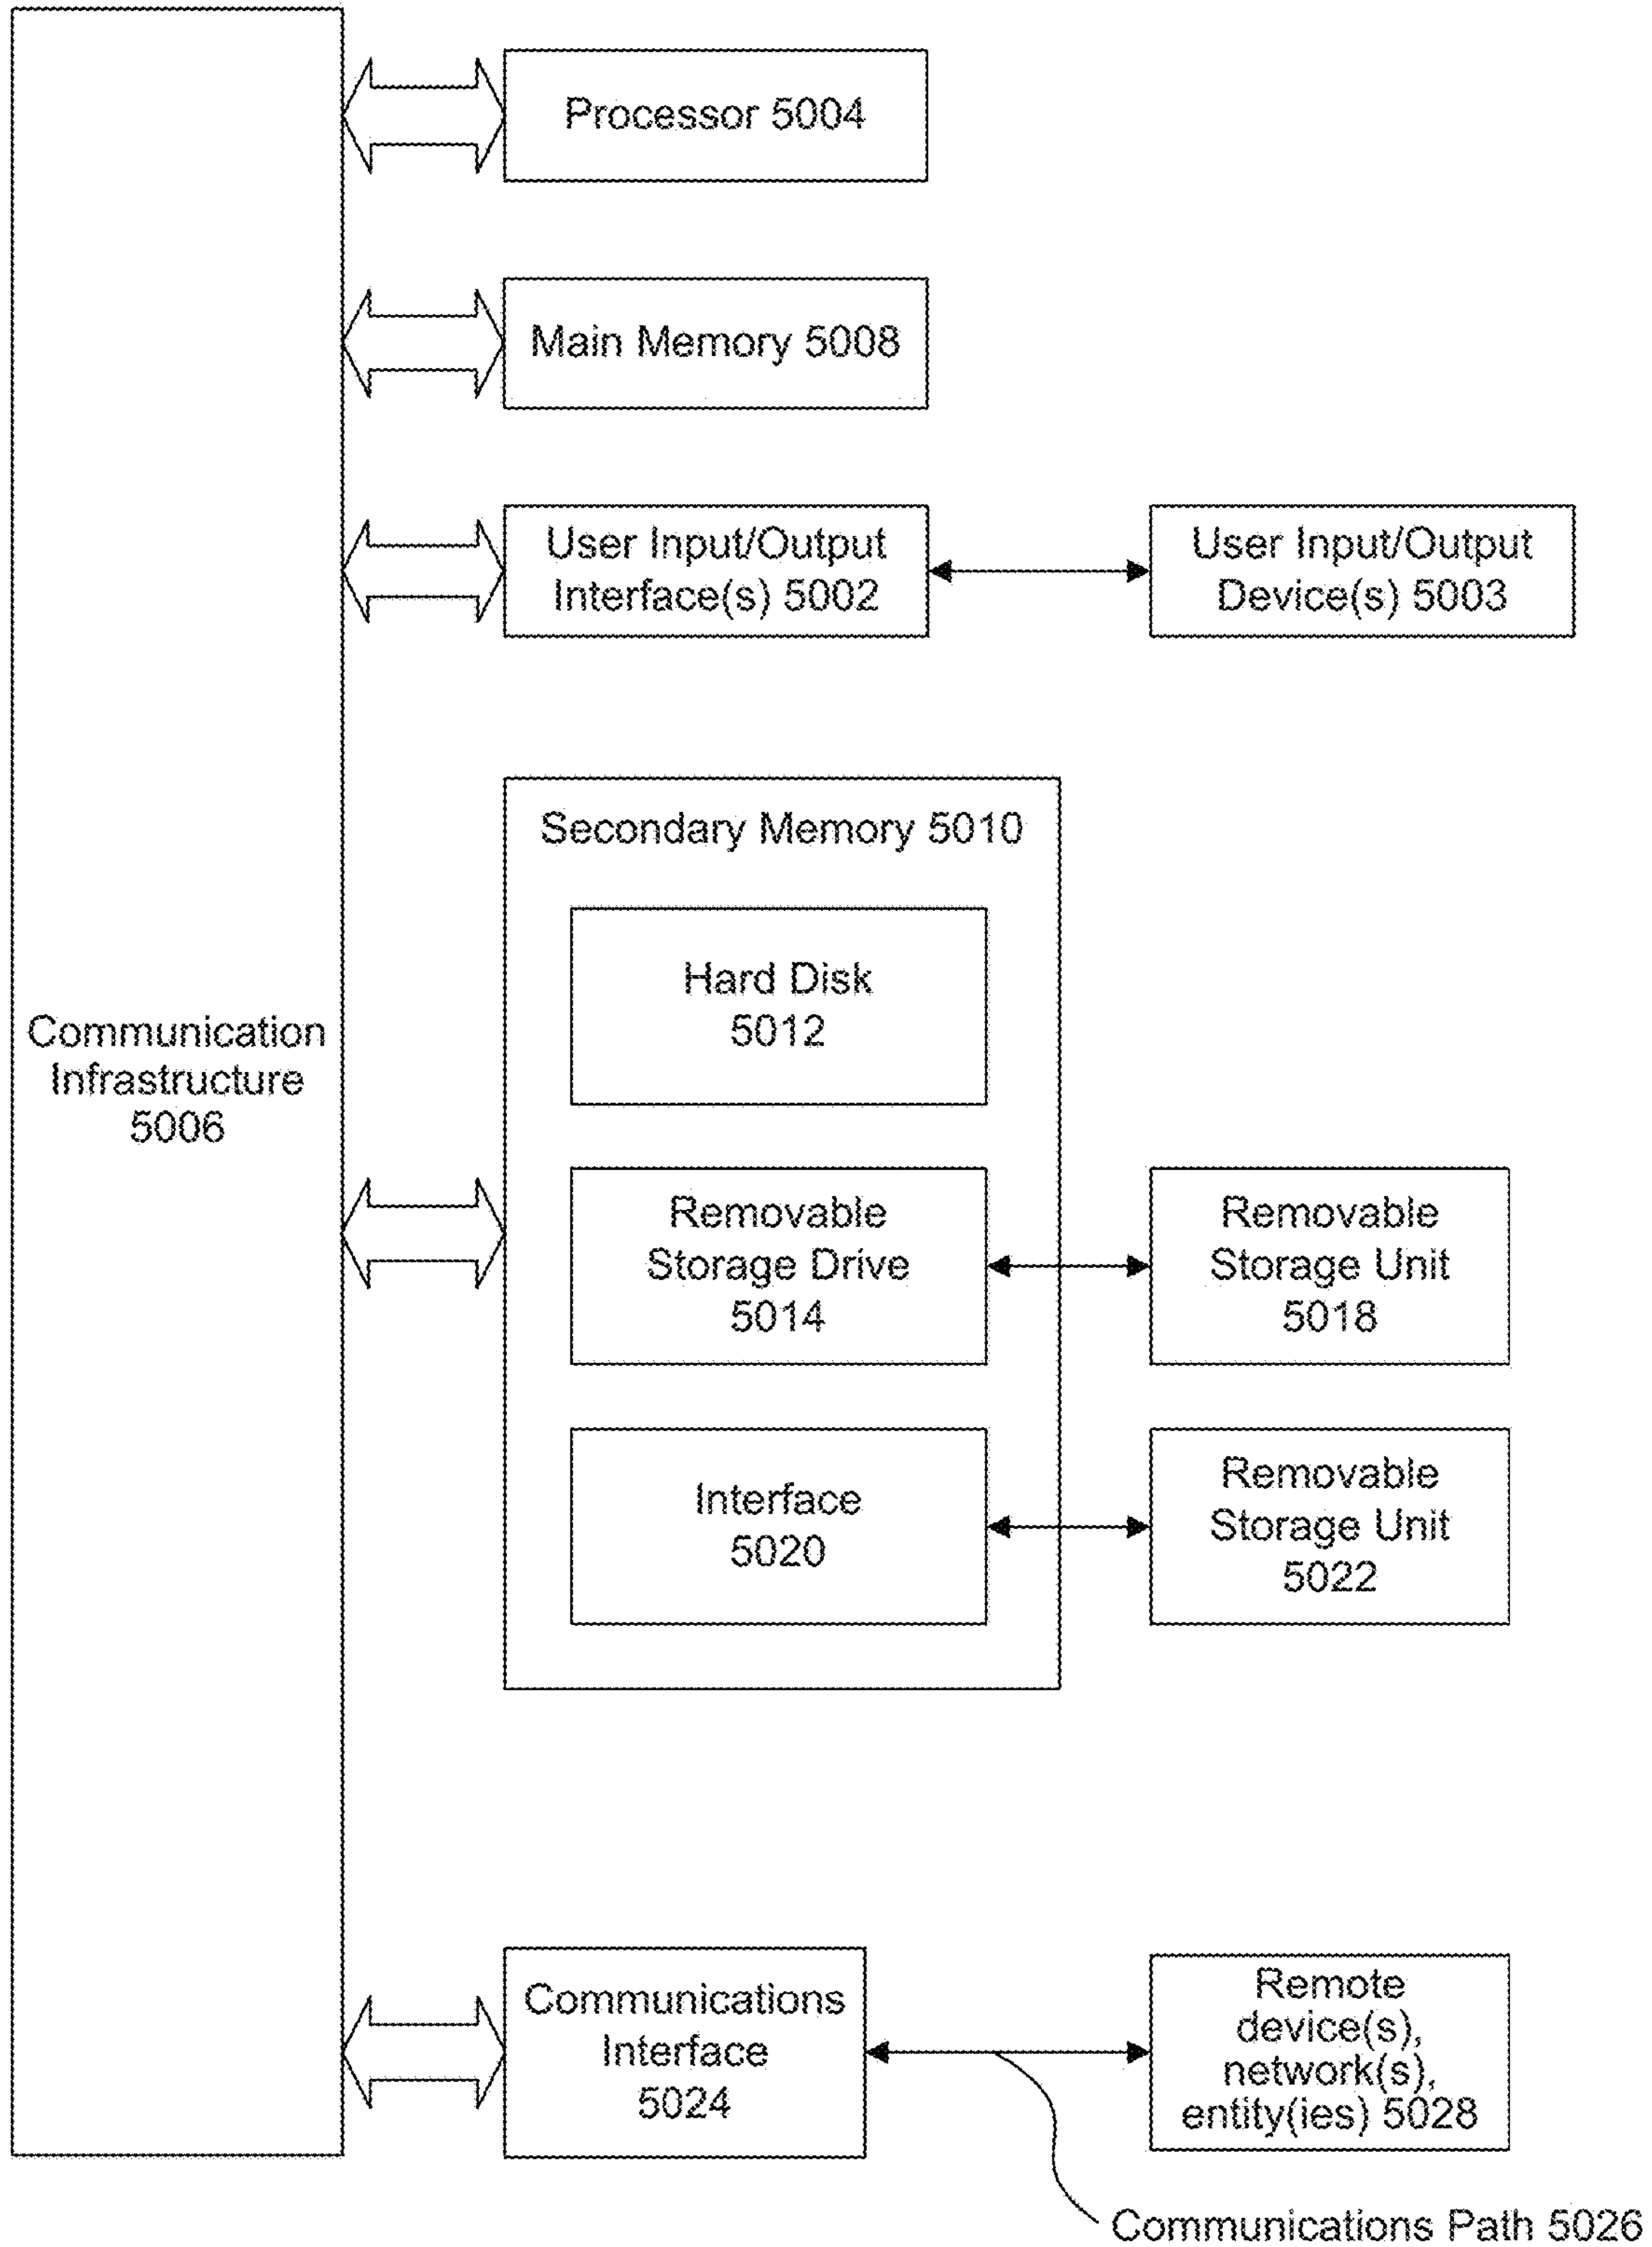 Processor 5004
Main Memory 5008
User Input/Output
Interface(s) 5002
User Input/Output
Device(s) 5003
Secondary Memory 5010
Hard Disk
5012
Communication
Infrastructure
5006
Removable
Storage Drive
5014
Removable
Storage Unit
5018
Interface
5020
Removable
Storage Unit
5022
Communications
Interface
5024
Remote
device(s),
network(s),
entity(ies) 5028
Communications Path 5026